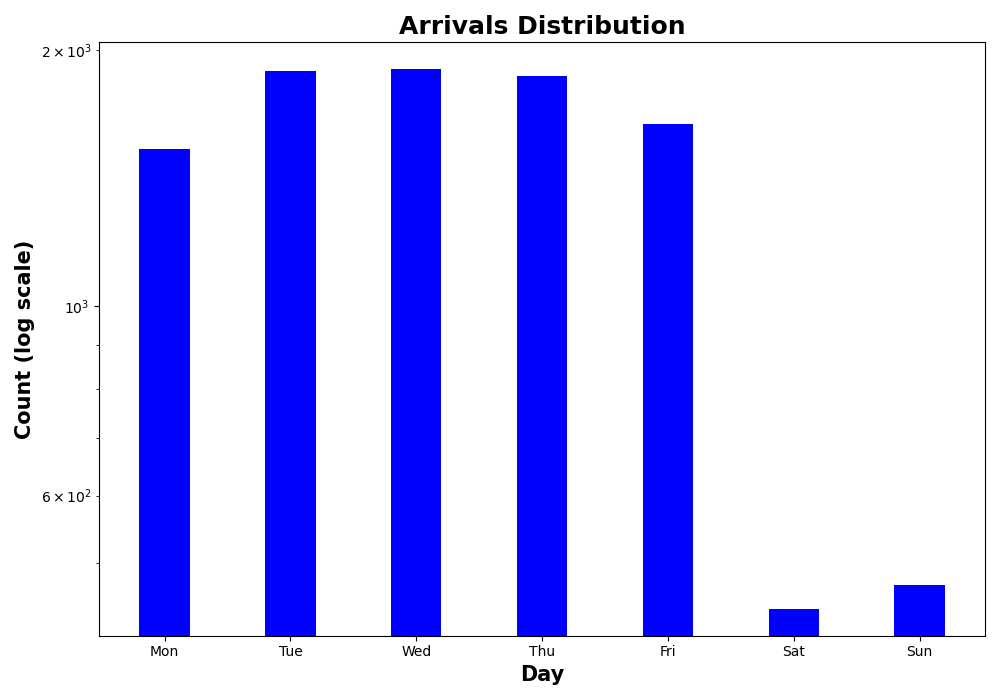 Arrivals Distribution
Count (log scale)
2 × 10³
10³
6 × 10²
Mon Tue Wed Thu Fri Sat Sun
Day